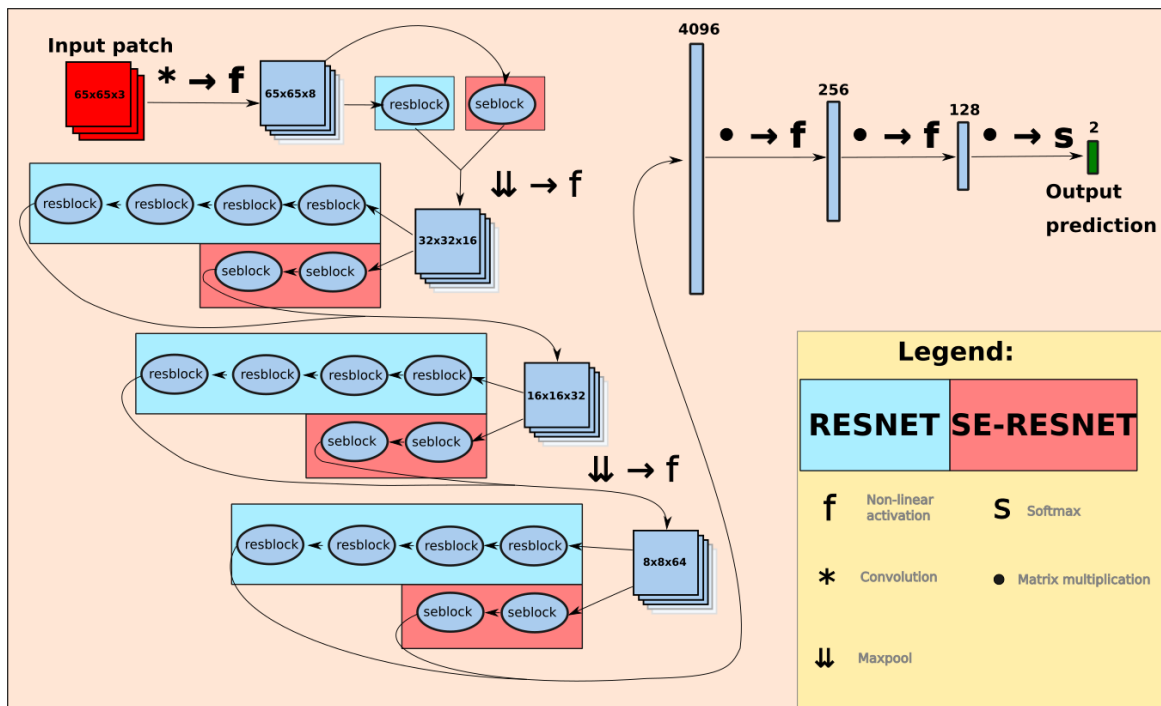 Input patch
65x65x3
* → f
65x65x8
resblock
seblock
⇊ → f
resblock
resblock
resblock
resblock
32x32x16
seblock
seblock
resblock
resblock
resblock
resblock
16x16x32
seblock
seblock
⇊ → f
resblock
resblock
resblock
resblock
8x8x64
seblock
seblock
4096
• → f
256
• → f
128
• → s
2
Output
prediction
Legend:
RESNET
SE-RESNET
f
Non-linear
activation
S
Softmax
*
Convolution
•
Matrix multiplication
⇊
Maxpool